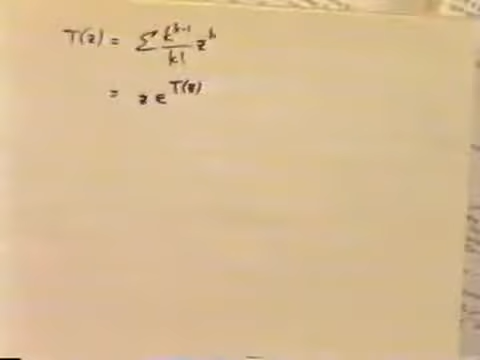 T(z) = Σ k^{k-1}/k! z^k
= z e^{T(z)}